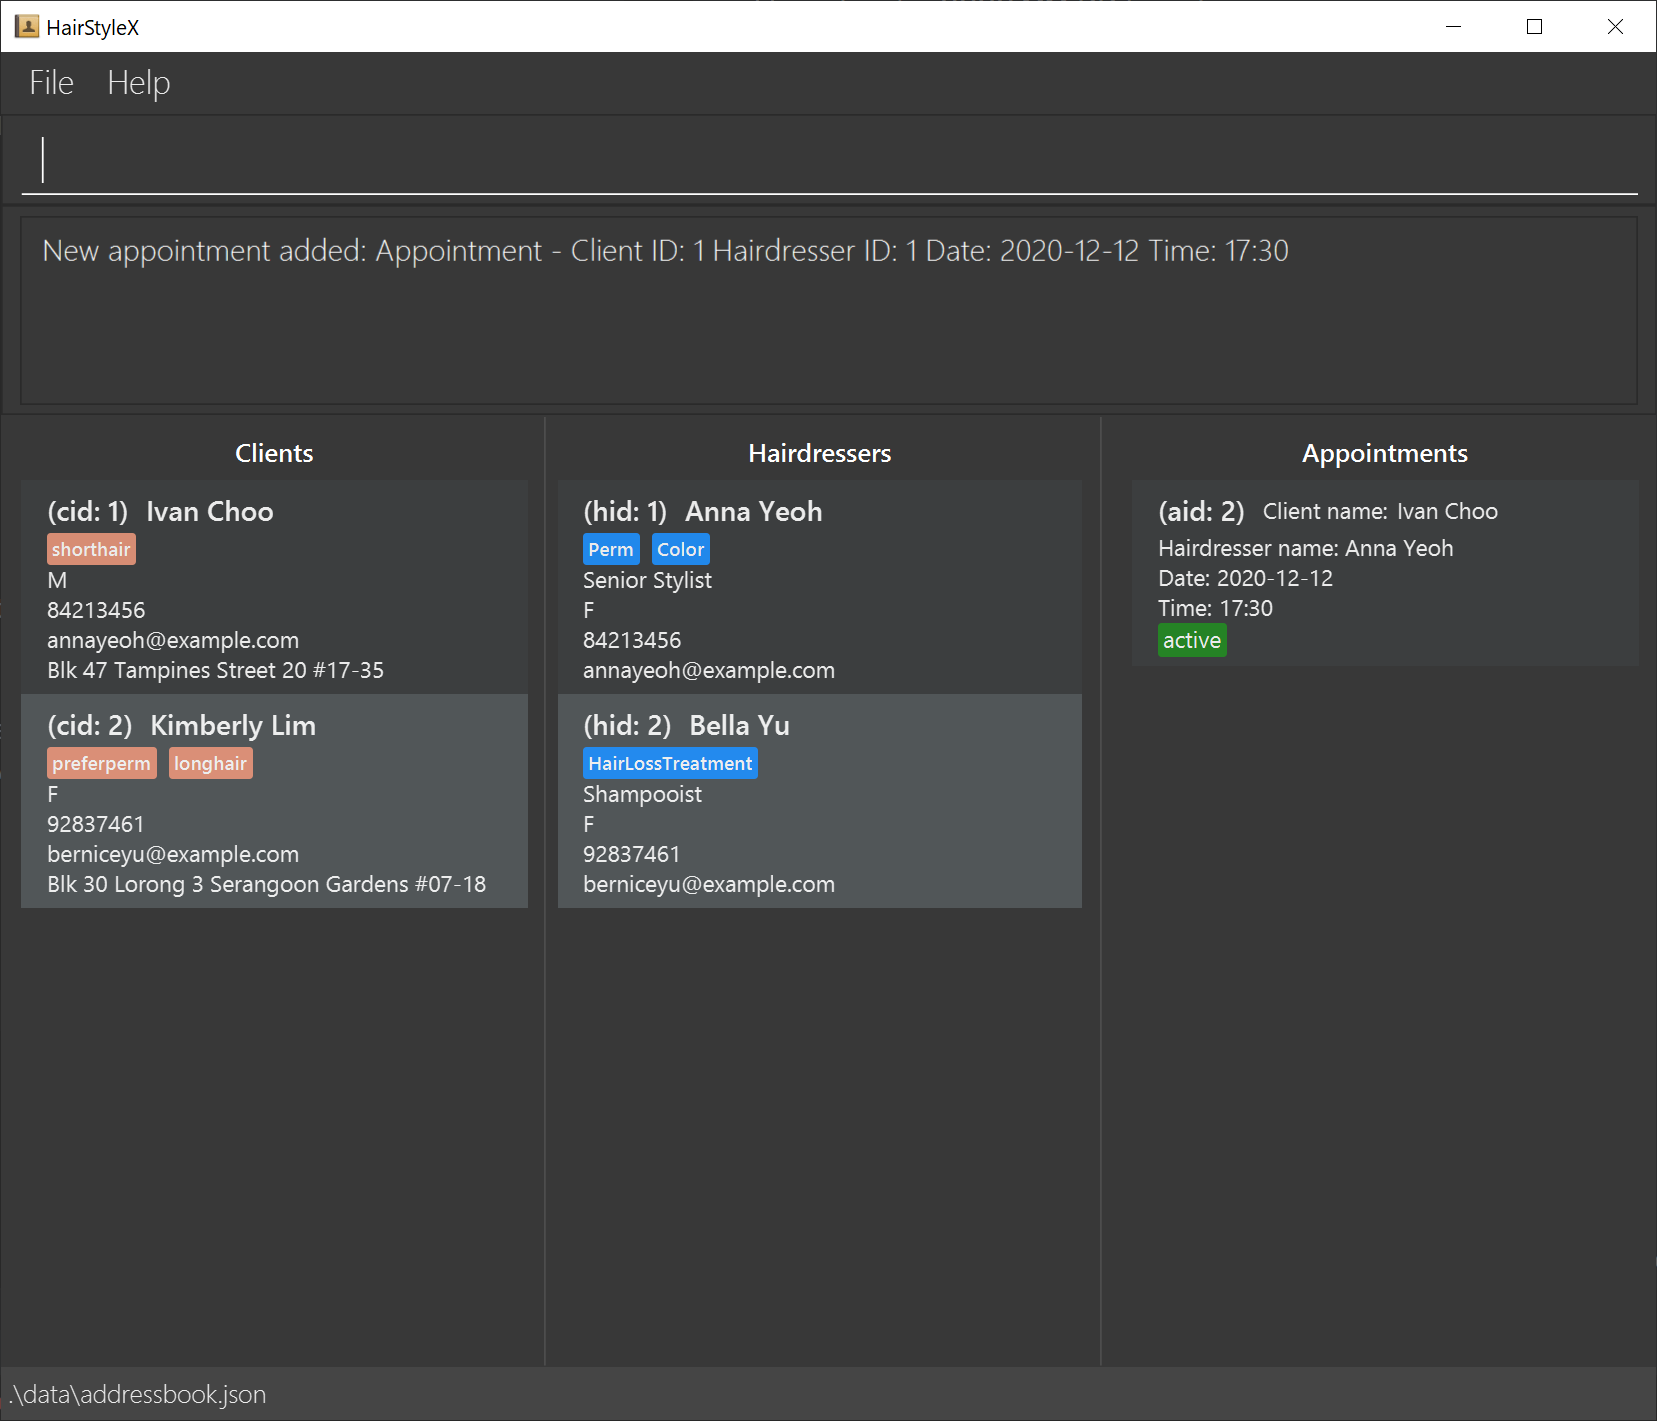 HairStyleX
File Help
New appointment added: Appointment - Client ID: 1 Hairdresser ID: 1 Date: 2020-12-12 Time: 17:30
Clients
(cid: 1) Ivan Choo
shorthair
M
84213456
annayeoh@example.com
Blk 47 Tampines Street 20 #17-35
(cid: 2) Kimberly Lim
preferperm longhair
F
92837461
berniceyu@example.com
Blk 30 Lorong 3 Serangoon Gardens #07-18
Hairdressers
(hid: 1) Anna Yeoh
Perm Color
Senior Stylist
F
84213456
annayeoh@example.com
(hid: 2) Bella Yu
HairLossTreatment
Shampooist
F
92837461
berniceyu@example.com
Appointments
(aid: 2) Client name: Ivan Choo
Hairdresser name: Anna Yeoh
Date: 2020-12-12
Time: 17:30
active
.\data\addressbook.json